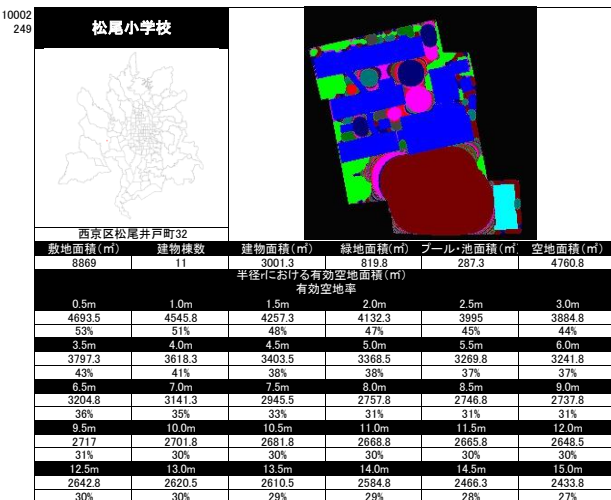 10002
249
松尾小学校
西京区松尾井戸町32
敷地面積(㎡) 建物棟数 建物面積(㎡) 緑地面積(㎡) プール・池面積(㎡) 空地面積(㎡)
8869 11 3001.3 819.8 287.3 4760.8
半径rにおける有効空地面積(㎡)
有効空地率
0.5m 1.0m 1.5m 2.0m 2.5m 3.0m
4693.5 4545.8 4257.3 4132.3 3995 3884.8
53% 51% 48% 47% 45% 44%
3.5m 4.0m 4.5m 5.0m 5.5m 6.0m
3797.3 3618.3 3403.5 3368.5 3269.8 3241.8
43% 41% 38% 38% 37% 37%
6.5m 7.0m 7.5m 8.0m 8.5m 9.0m
3204.8 3141.3 2945.5 2757.8 2746.8 2737.8
36% 35% 33% 31% 31% 31%
9.5m 10.0m 10.5m 11.0m 11.5m 12.0m
2717 2701.8 2681.8 2668.8 2665.8 2648.5
31% 30% 30% 30% 30% 30%
12.5m 13.0m 13.5m 14.0m 14.5m 15.0m
2642.8 2620.5 2610.5 2584.8 2466.3 2433.8
30% 30% 29% 29% 28% 27%